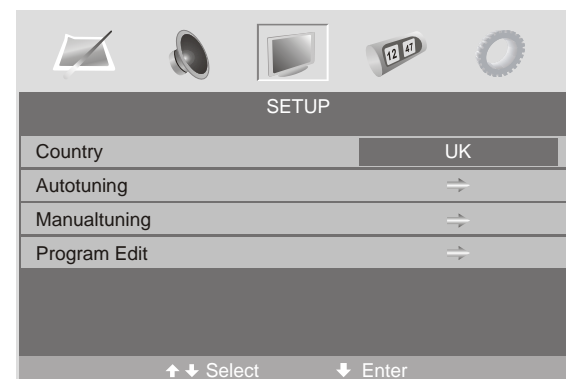 12 47
SETUP
Country UK
Autotuning
Manualtuning
Program Edit
Select Enter